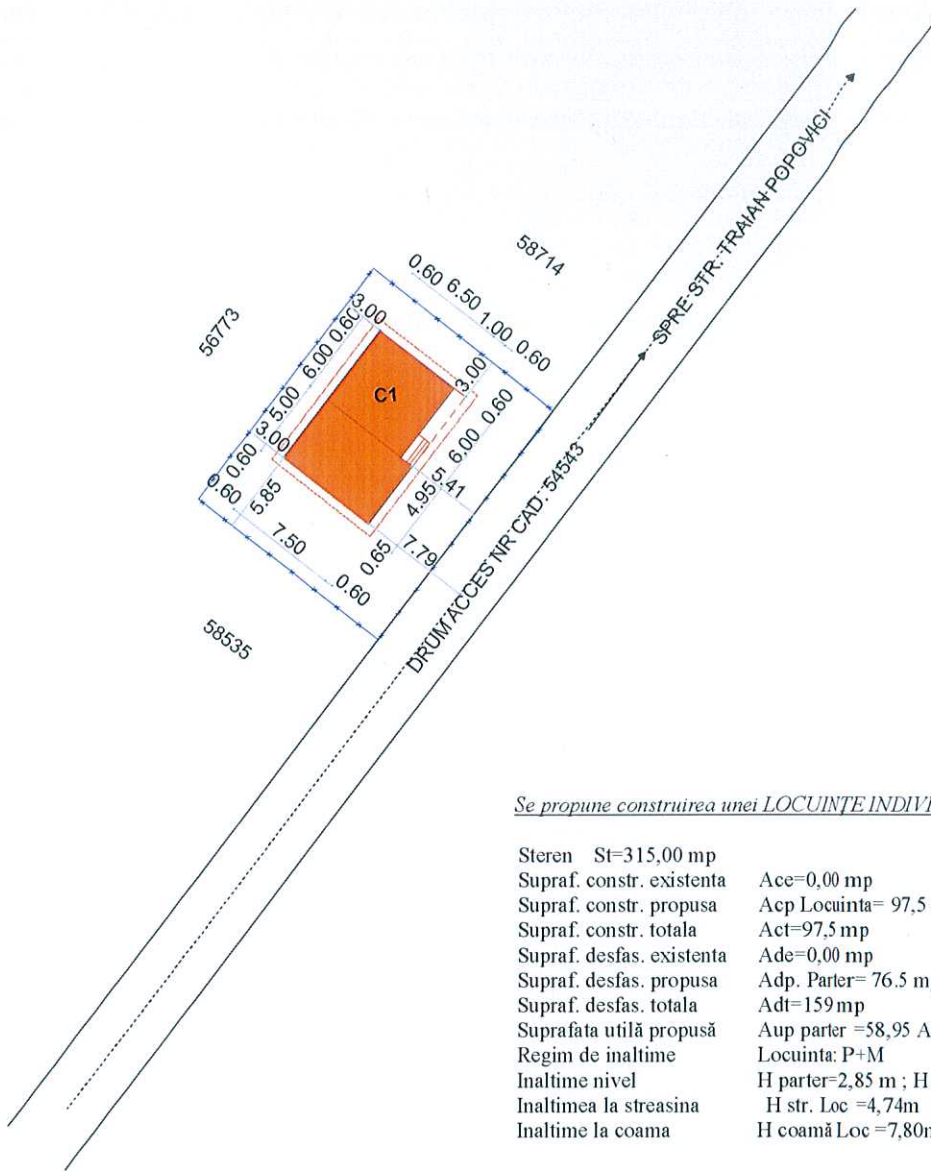 SPRE STR. TRAIAN POPOVICI
58714
0.60 6.50 1.00 0.60
56773
3.00
0.60
6.00
5.00
3.00
0.60
0.60
C1
3.00
0.60
6.00
5.41
4.95
7.79
0.65
5.85
7.50
0.60
58535
DRUM ACCES NR CAD. 54543
Se propune construirea unei LOCUINŢE
Steren St=315,00 mp
Supraf. constr. existenta Ace=0,00 mp
Supraf. constr. propusa Acp Locuinta= 97,5
Supraf. constr. totala Act=97,5 mp
Supraf. desfas. existenta Ade=0,00 mp
Supraf. desfas. propusa Adp. Parter= 76.5
Supraf. desfas. totala Adt=159 mp
Suprafata utilă propusă Aup parter =58,95
Regim de inaltime Locuinta: P+M
Inaltime nivel H parter=2,85 m ; H
Inaltimea la streasina H str. Loc =4,74m
Inaltime la coama H coamă Loc =7,80